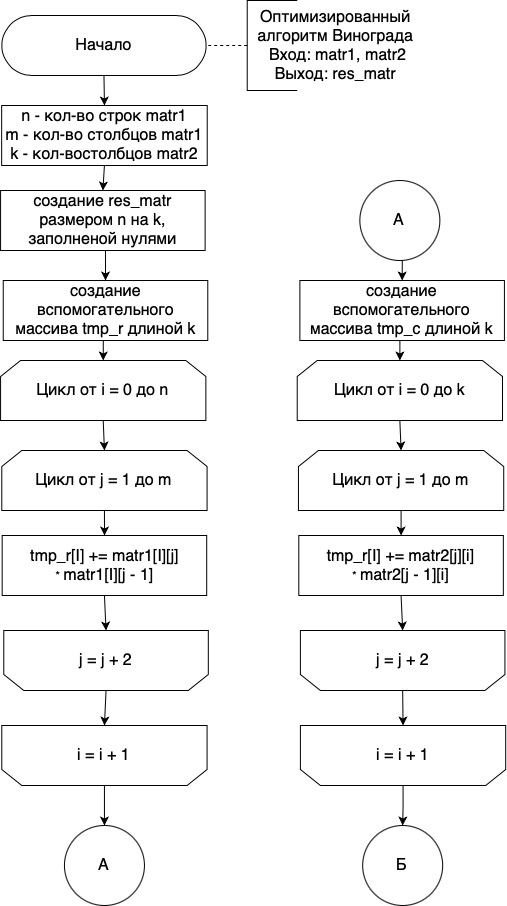 Начало
Оптимизированный
алгоритм Винограда
Вход: matr1, matr2
Выход: res_matr
n - кол-во строк matr1
m - кол-во столбцов matr1
k - кол-востолбцов matr2
создание res_matr
размером n на k,
заполненой нулями
создание
вспомогательного
массива tmp_r длиной k
Цикл от i = 0 до n
Цикл от j = 1 до m
tmp_r[I] += matr1[I][j]
* matr1[I][j - 1]
j = j + 2
i = i + 1
А
А
создание
вспомогательного
массива tmp_c длиной k
Цикл от i = 0 до k
Цикл от j = 1 до m
tmp_r[I] += matr2[j][i]
* matr2[j - 1][i]
j = j + 2
i = i + 1
Б